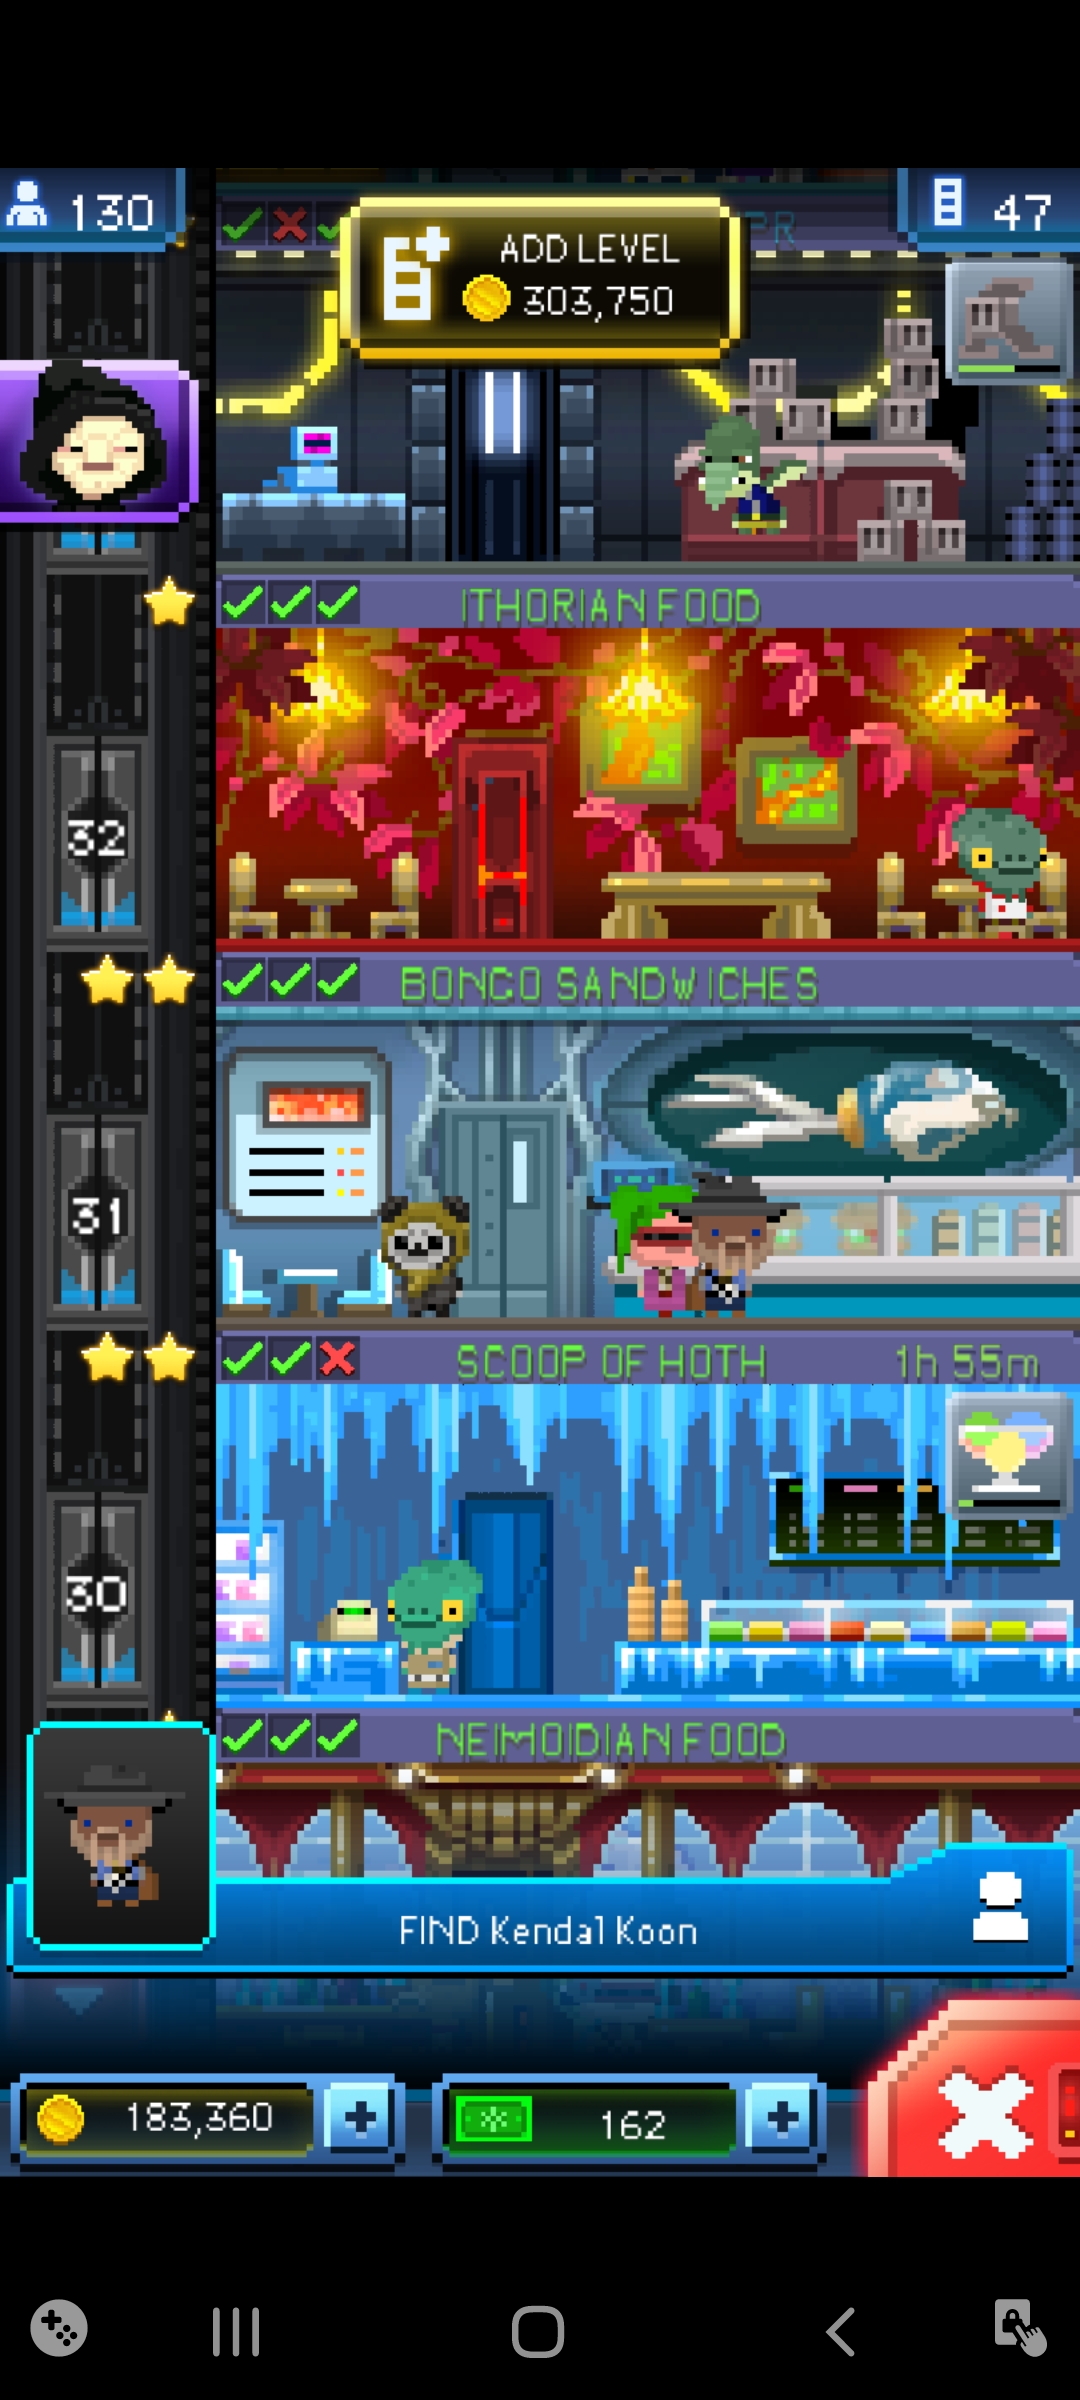 130
47
ADD LEVEL
303,750
ITHORIAN FOOD
32
BONGO SANDWICHES
31
SCOOP OF HOTH
1h 55m
30
NEIMOIDIAN FOOD
FIND Kendal Koon
183,360
162